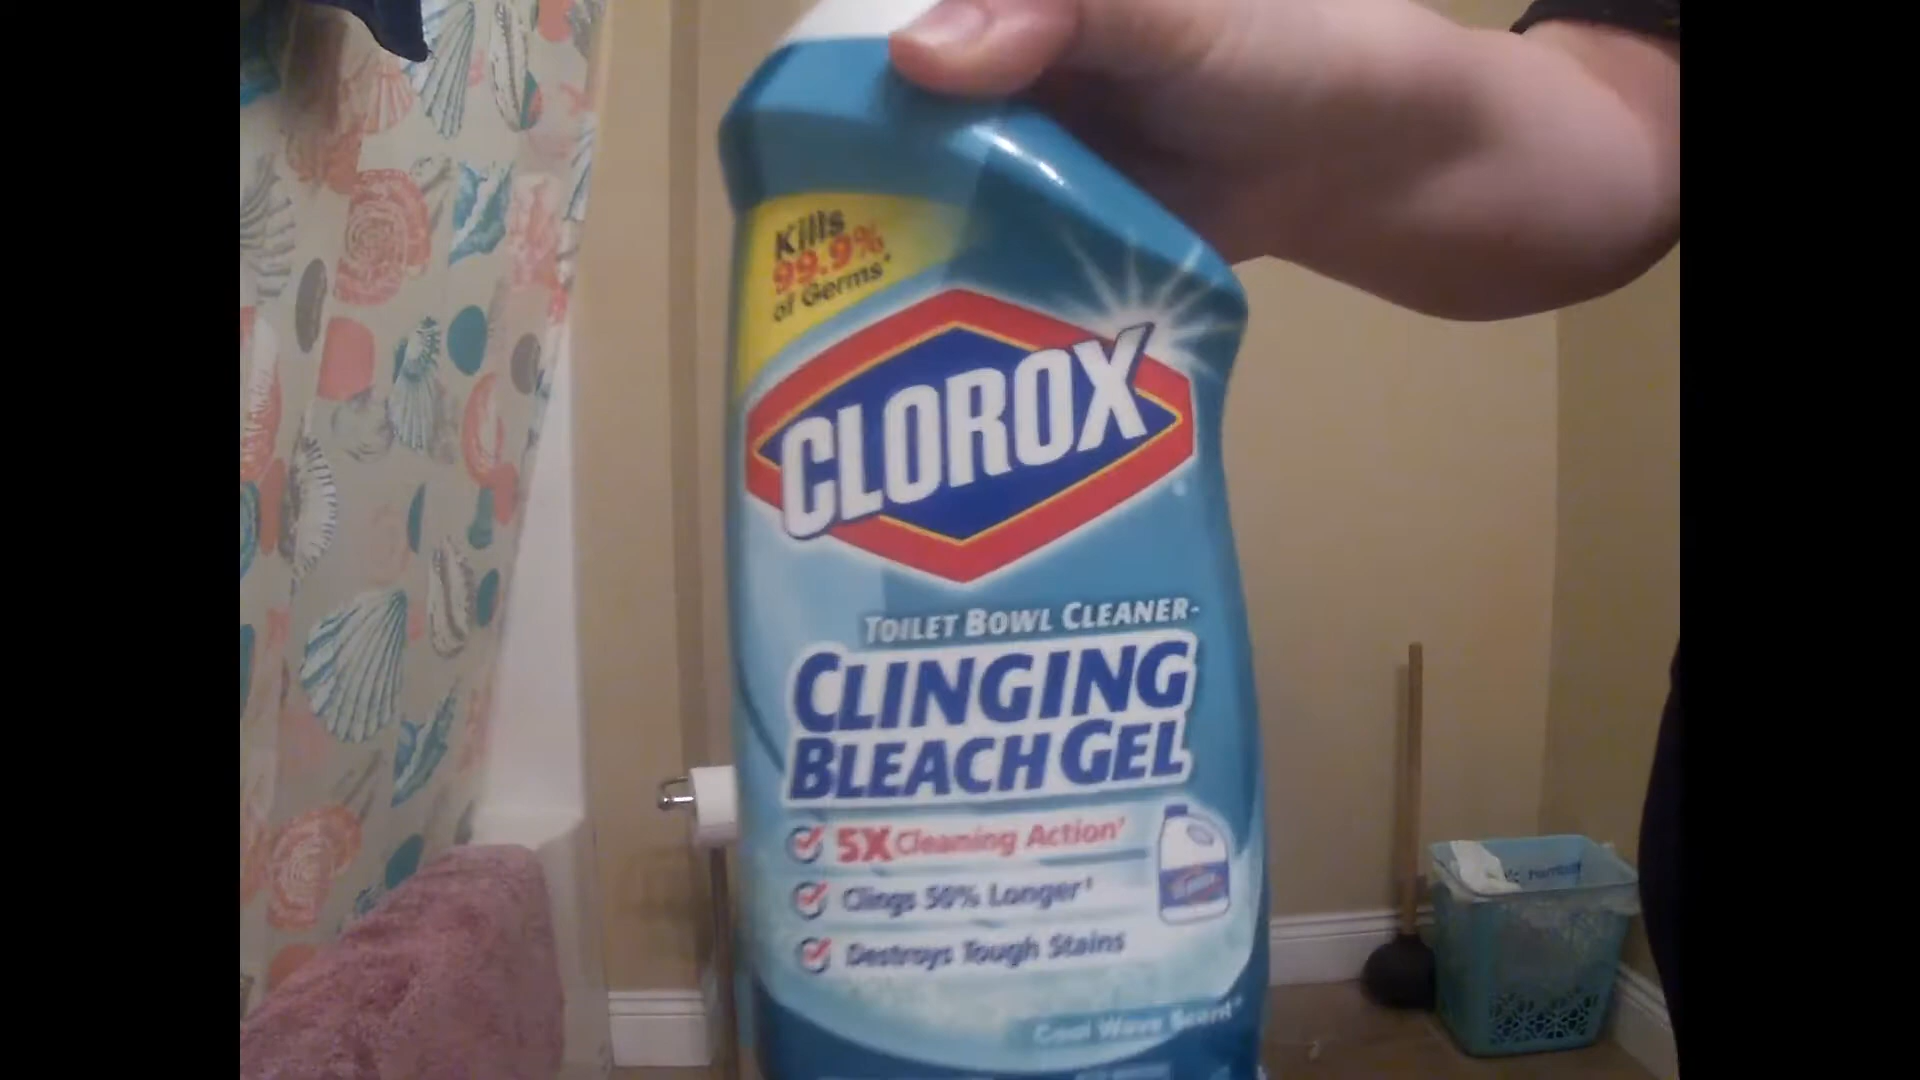 Kills
99.9%
of Germs*
CLOROX
TOILET BOWL CLEANER-
CLINGING
BLEACH GEL
5X Cleaning Action†
Clings 50% Longer†
Destroys Tough Stains
CLOROX
Cool Wave Scent